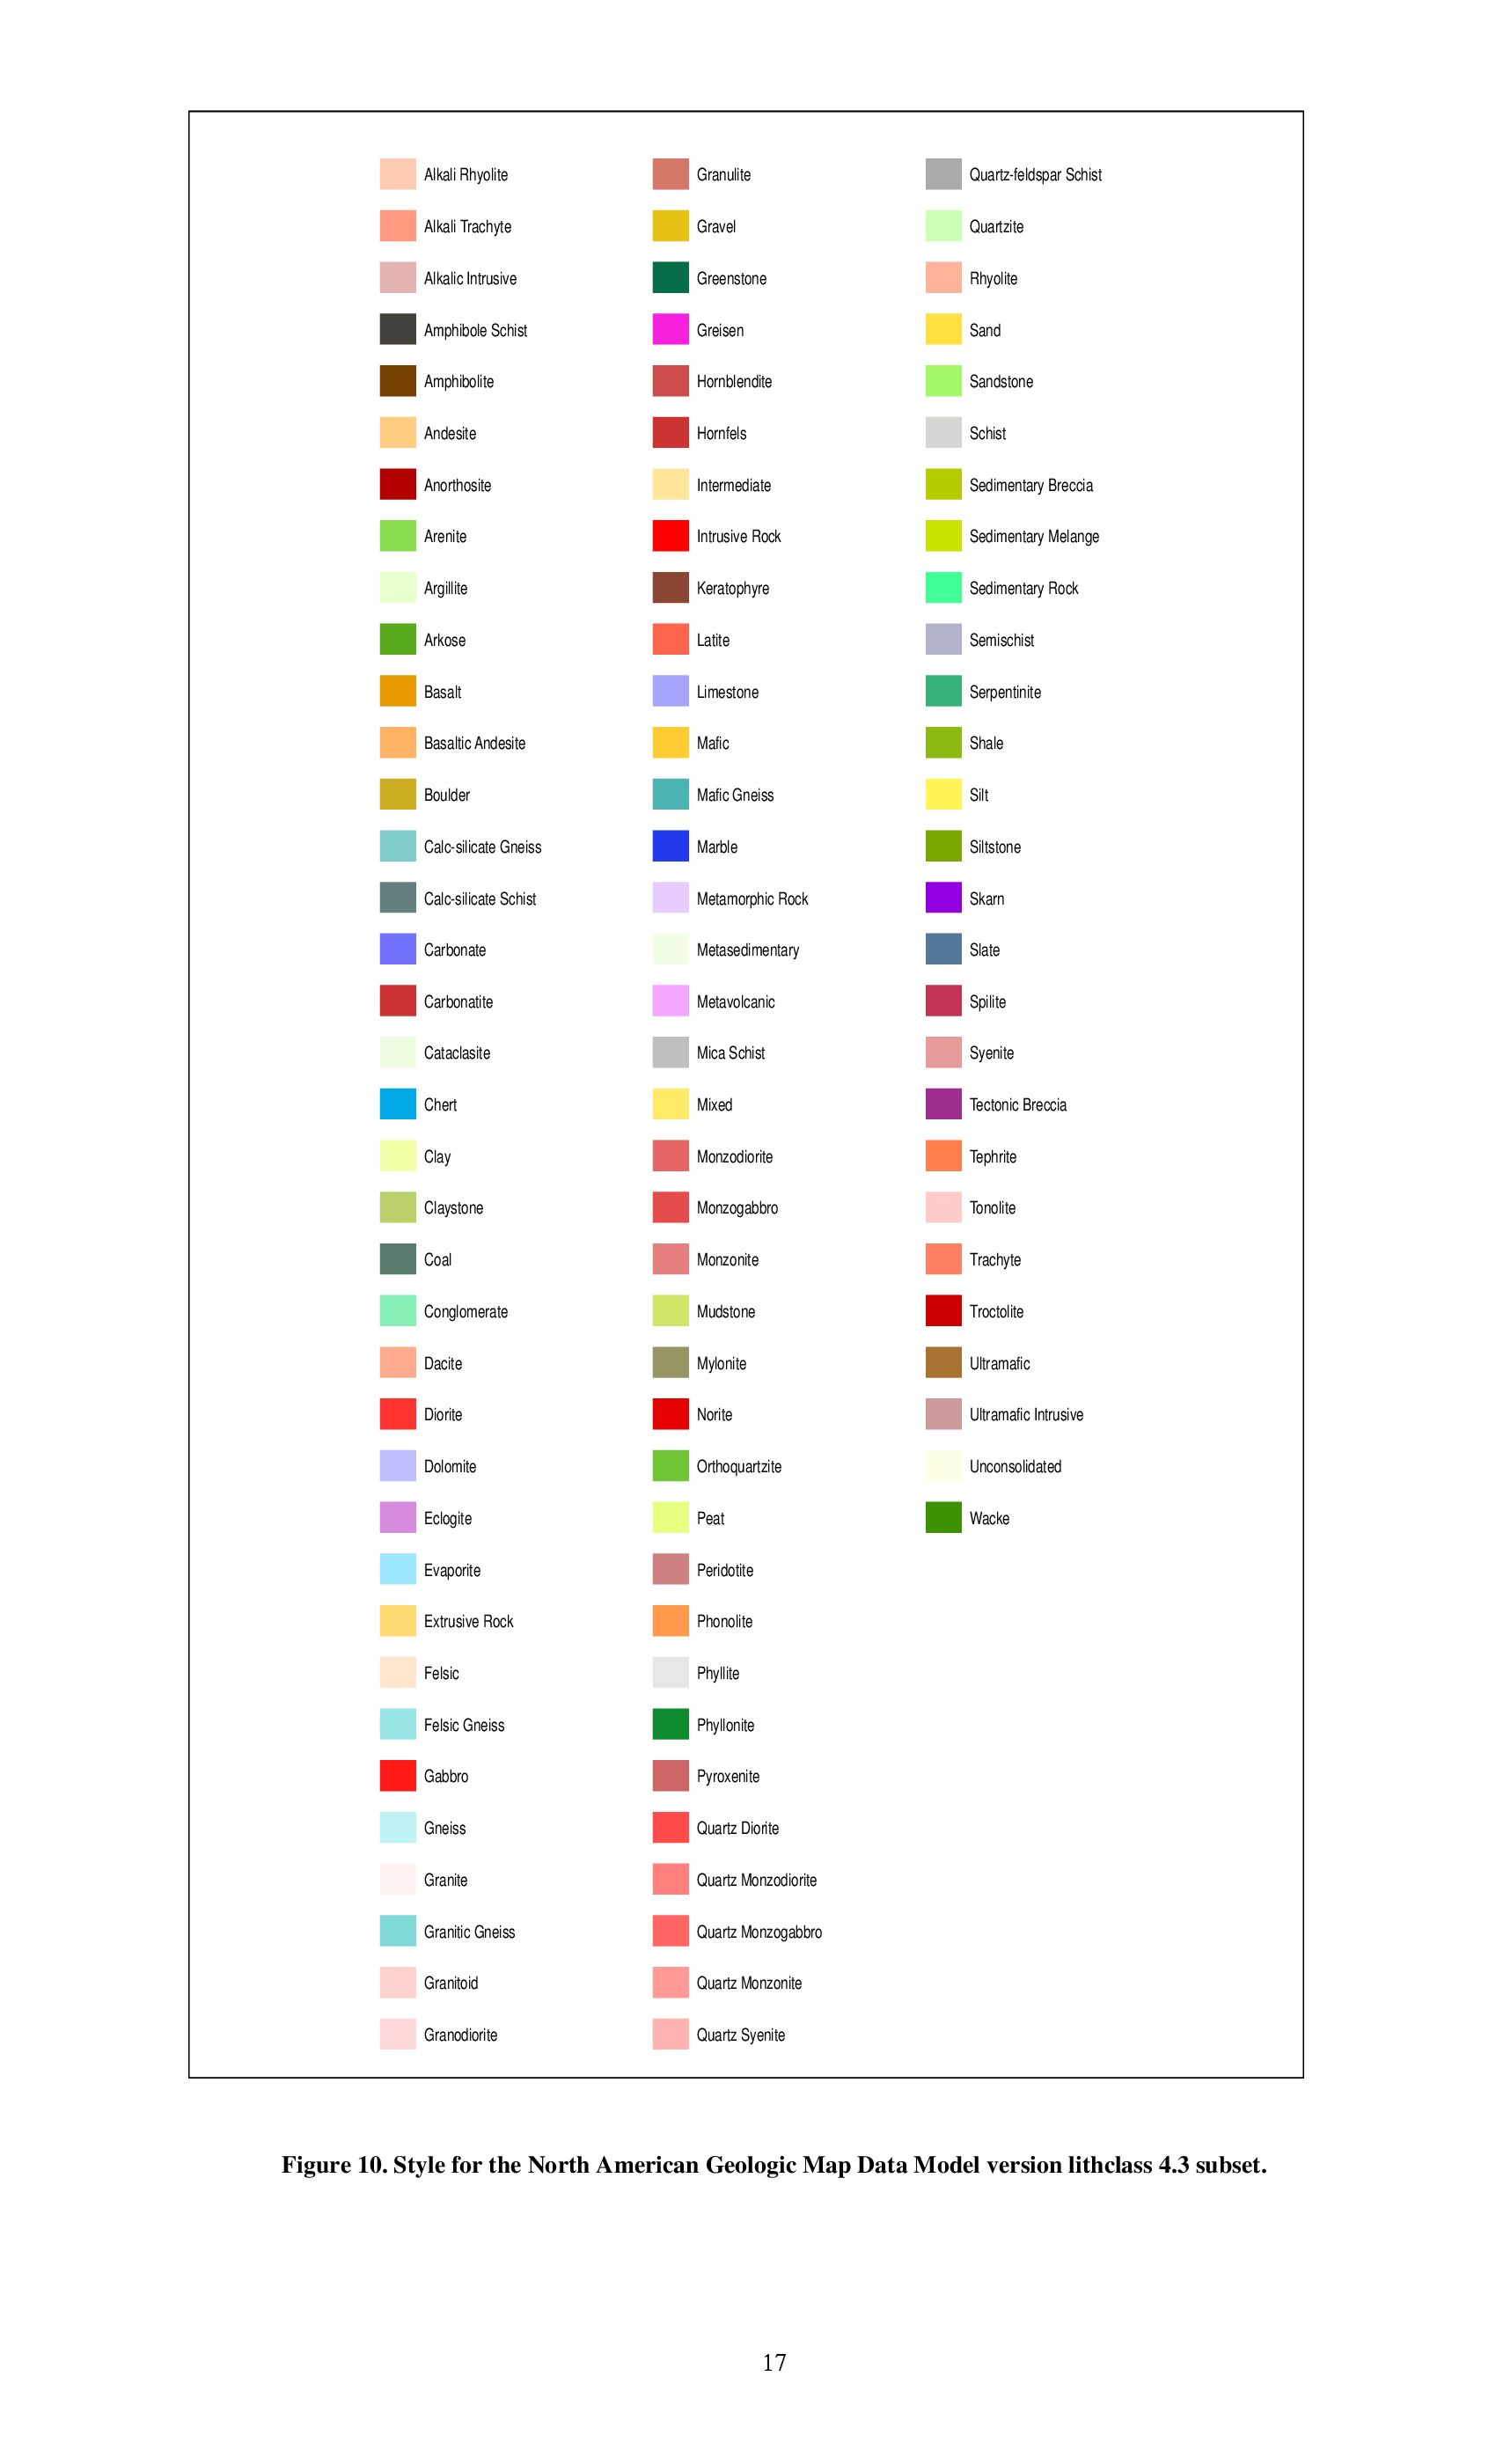 Alkali Rhyolite
Alkali Trachyte
Alkalic Intrusive
Amphibole Schist
Amphibolite
Andesite
Anorthosite
Arenite
Argillite
Arkose
Basalt
Basaltic Andesite
Boulder
Calc-silicate Gneiss
Calc-silicate Schist
Carbonate
Carbonatite
Cataclasite
Chert
Clay
Claystone
Coal
Conglomerate
Dacite
Diorite
Dolomite
Eclogite
Evaporite
Extrusive Rock
Felsic
Felsic Gneiss
Gabbro
Gneiss
Granite
Granitic Gneiss
Granitoid
Granodiorite
Granulite
Gravel
Greenstone
Greisen
Hornblendite
Hornfels
Intermediate
Intrusive Rock
Keratophyre
Latite
Limestone
Mafic
Mafic Gneiss
Marble
Metamorphic Rock
Metasedimentary
Metavolcanic
Mica Schist
Mixed
Monzodiorite
Monzogabbro
Monzonite
Mudstone
Mylonite
Norite
Orthoquartzite
Peat
Peridotite
Phonolite
Phyllite
Phyllonite
Pyroxenite
Quartz Diorite
Quartz Monzodiorite
Quartz Monzogabbro
Quartz Monzonite
Quartz Syenite
Quartz-feldspar Schist
Quartzite
Rhyolite
Sand
Sandstone
Schist
Sedimentary Breccia
Sedimentary Melange
Sedimentary Rock
Semischist
Serpentinite
Shale
Silt
Siltstone
Skarn
Slate
Spilite
Syenite
Tectonic Breccia
Tephrite
Tonolite
Trachyte
Troctolite
Ultramafic
Ultramafic Intrusive
Unconsolidated
Wacke
Figure 10. Style for the North American Geologic Map Data Model version lithclass 4.3 subset.
17